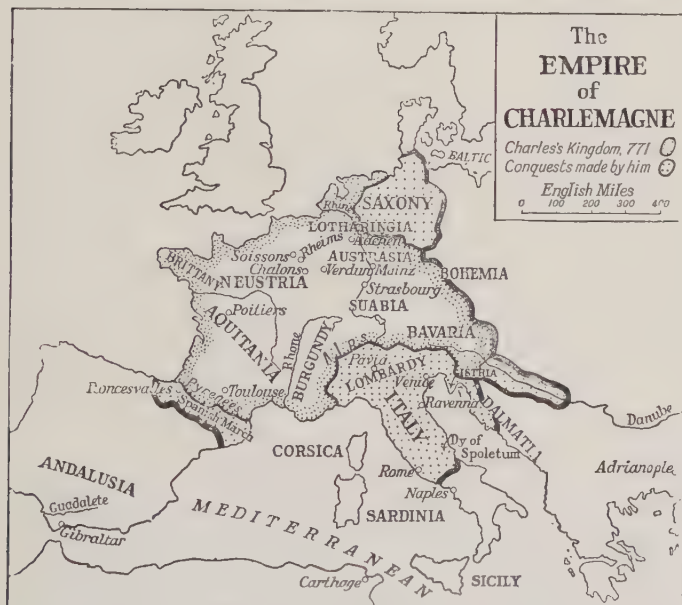 The
EMPIRE
of
CHARLEMAGNE
Charles's Kingdom, 771
Conquests made by him
English Miles
0 100 200 300 400
BALTIC
SAXONY
Rhine
LOTHARINGIA
Aachen
Soissons
Rheims
AUSTRASIA
BRITTANY
Chalons
Verdun
Mainz
BOHEMIA
NEUSTRIA
Strasbourg
SUABIA
Poitiers
BAVARIA
AQUITANIA
Rhone
BURGUNDY
Alps
Pavia
LOMBARDY
ISTRIA
Venice
Roncesvalles
Pyrenees
Toulouse
Spanish March
ITALY
Ravenna
DALMATIA
Danube
Dy of
Spoletum
CORSICA
Adrianople
ANDALUSIA
Rome
Naples
Guadalete
Gibraltar
MEDITERRANEAN
SARDINIA
Carthage
SICILY